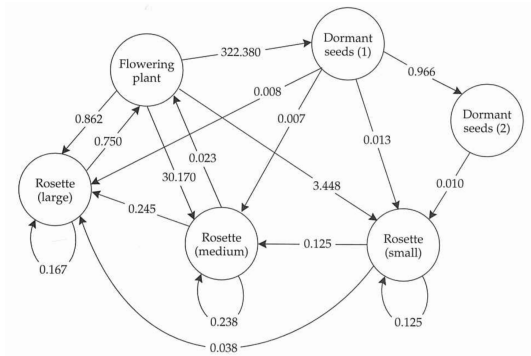 Dormant
seeds (1)
322.380
Flowering
plant
0.966
0.008
Dormant
seeds (2)
0.862
0.007
0.750
0.013
0.023
30.170
3.448
0.010
Rosette
(large)
0.245
Rosette
(medium)
0.125
Rosette
(small)
0.167
0.238
0.125
0.038